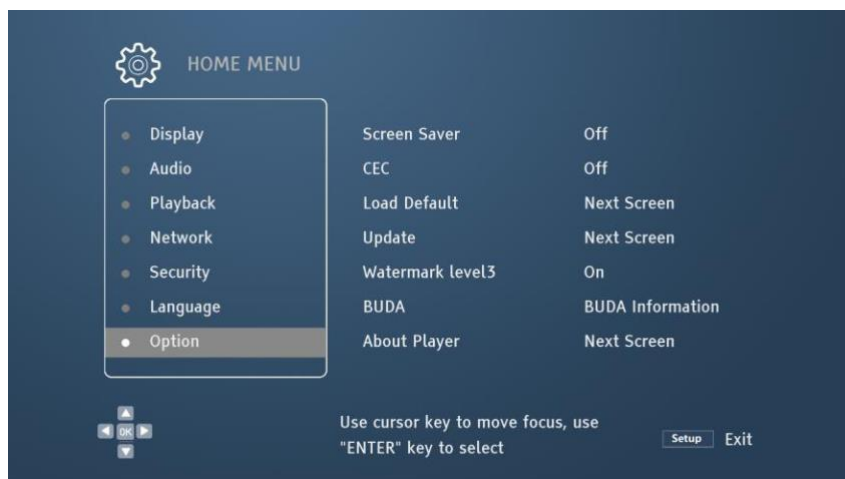 HOME MENU
Display
Screen Saver
Off
Audio
CEC
Off
Playback
Load Default
Next Screen
Network
Update
Next Screen
Security
Watermark level3
On
Language
BUDA
BUDA Information
Option
About Player
Next Screen
OK
Use cursor key to move focus, use
"ENTER" key to select
Setup Exit